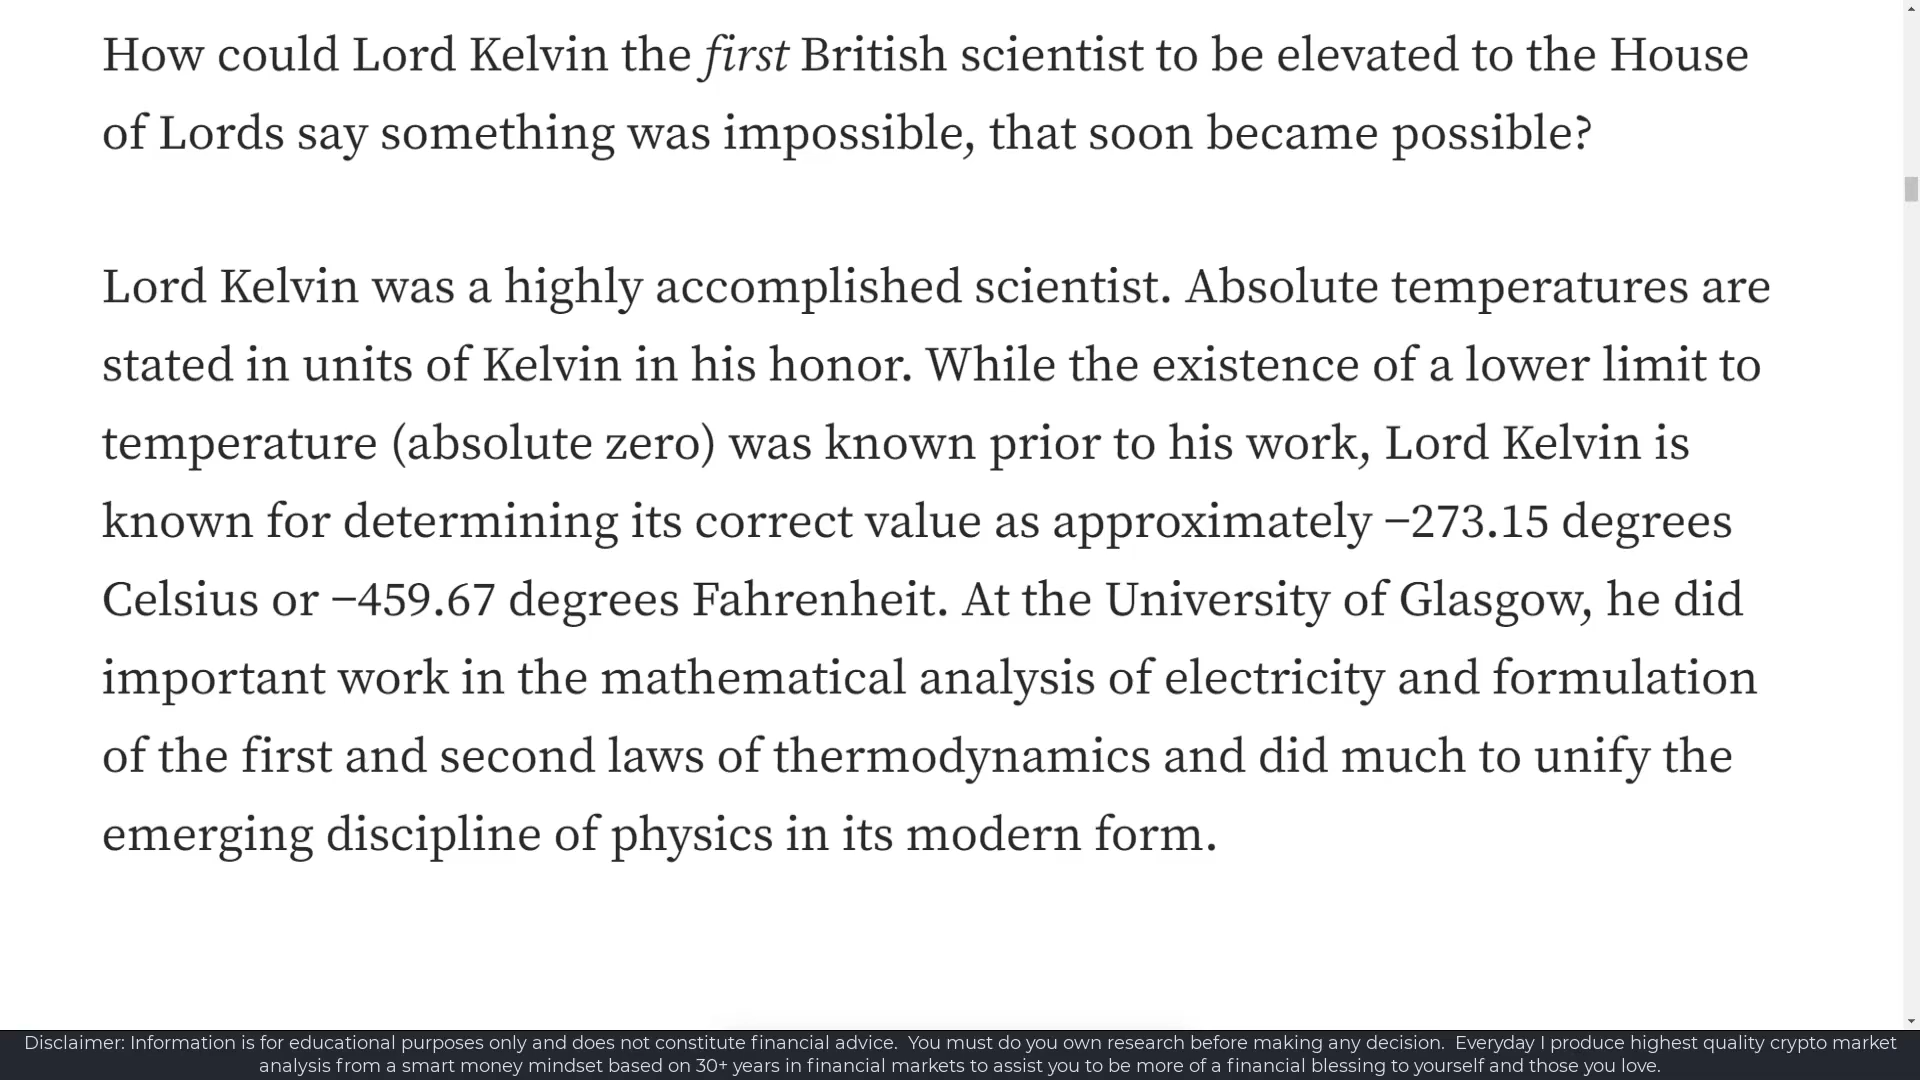 How could Lord Kelvin the first British scientist to be elevated to the House
of Lords say something was impossible, that soon became possible?
Lord Kelvin was a highly accomplished scientist. Absolute temperatures are
stated in units of Kelvin in his honor. While the existence of a lower limit to
temperature (absolute zero) was known prior to his work, Lord Kelvin is
known for determining its correct value as approximately −273.15 degrees
Celsius or −459.67 degrees Fahrenheit. At the University of Glasgow, he did
important work in the mathematical analysis of electricity and formulation
of the first and second laws of thermodynamics and did much to unify the
emerging discipline of physics in its modern form.
Disclaimer: Information is for educational purposes only and does not constitute financial advice. You must do you own research before making any decision. Everyday I produce highest quality crypto market
analysis from a smart money mindset based on 30+ years in financial markets to assist you to be more of a financial blessing to yourself and those you love.